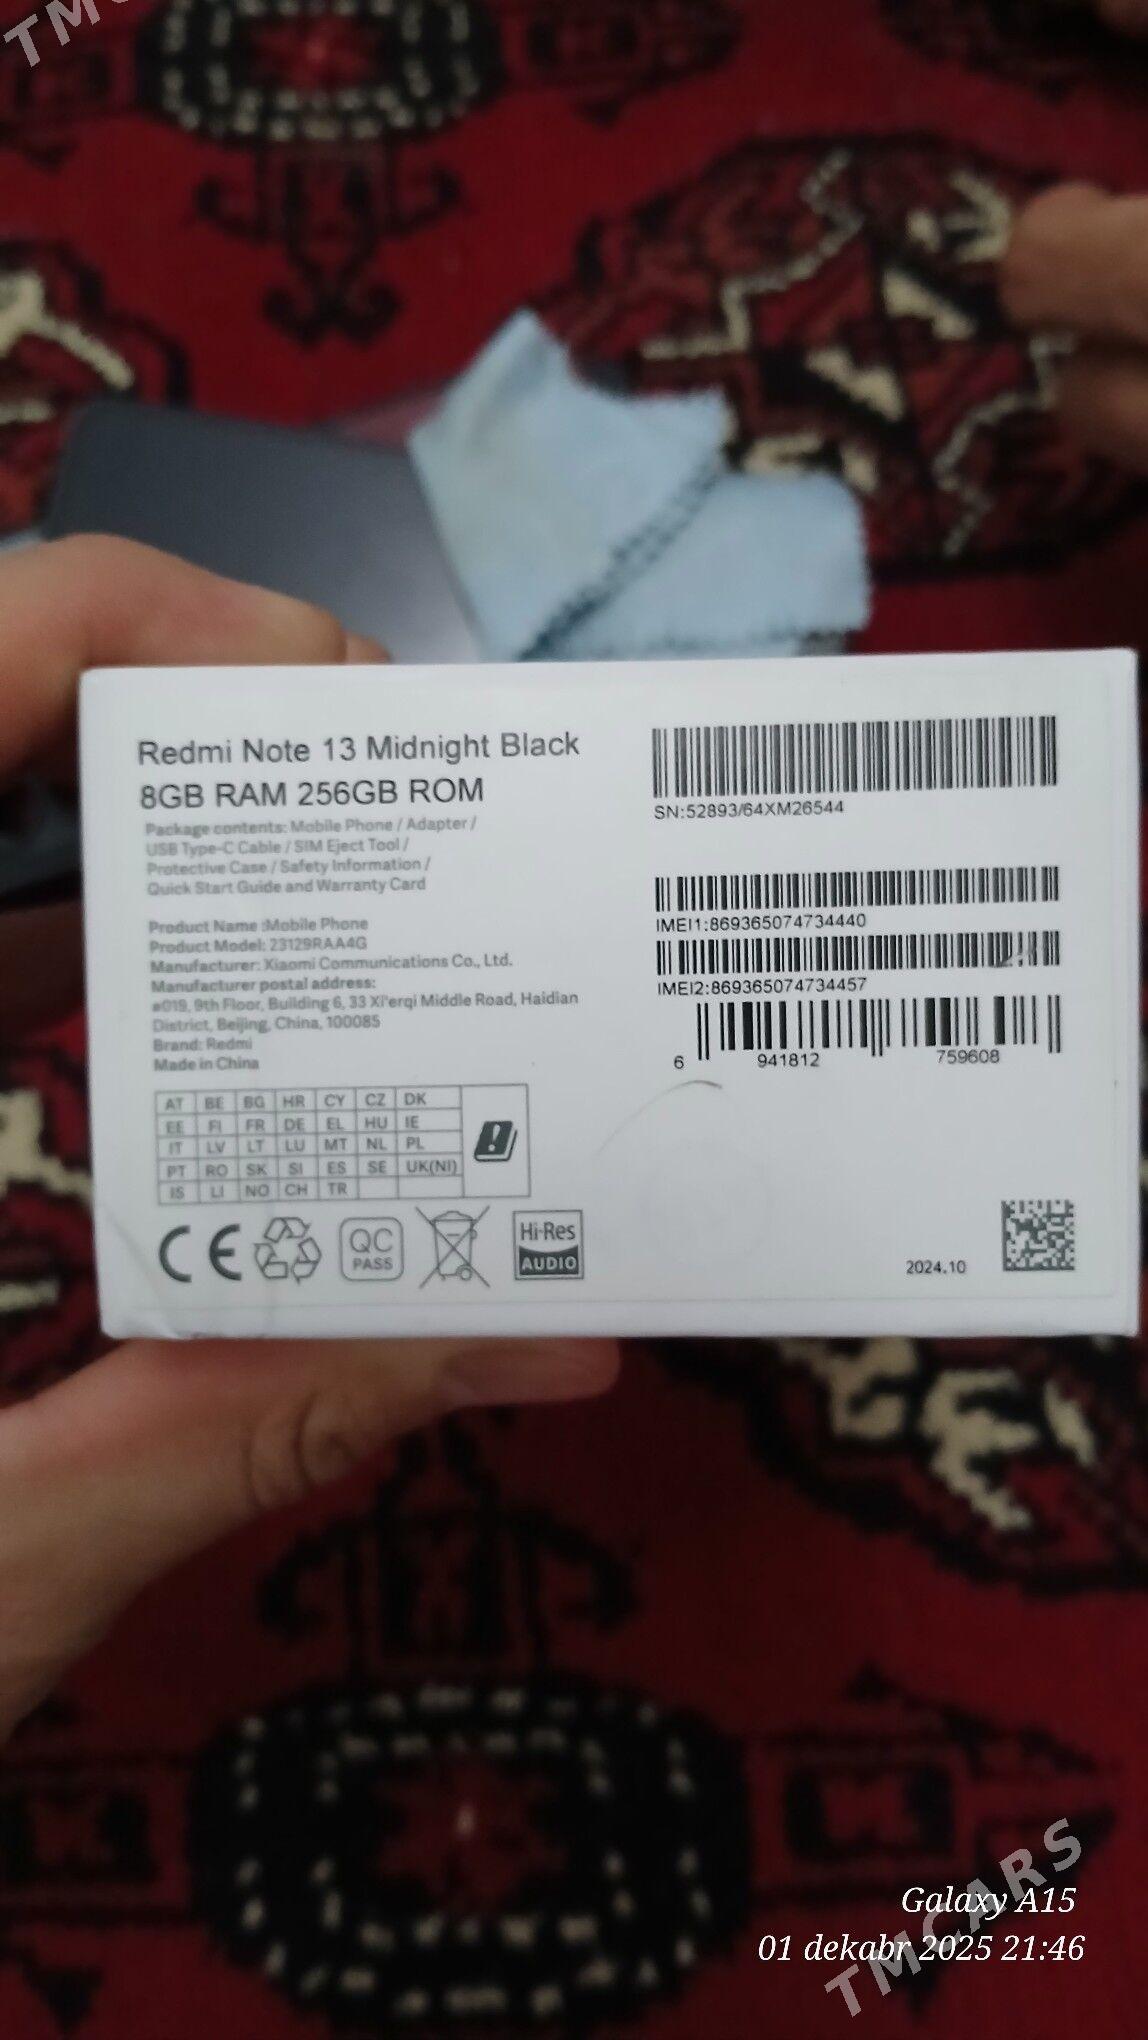 TMC
Redmi Note 13 Midnight Black
8GB RAM 256GB ROM
Package contents: Mobile Phone / Adapter /
USB Type-C Cable / SIM Eject Tool /
Protective Case / Safety Information /
Quick Start Guide and Warranty Card
Product Name :Mobile Phone
Product Model: 23129RAA4G
Manufacturer: Xiaomi Communications Co., Ltd.
Manufacturer postal address:
#019, 9th Floor, Building 6, 33 Xi'erqi Middle Road, Haidian
District, Beijing, China, 100085
Brand: Redmi
Made in China
AT BE BG HR CY CZ DK
EE FI FR DE EL HU IE
IT LV LT LU MT NL PL
PT RO SK SI ES SE UK(NI)
IS LI NO CH TR
CE
QC
PASS
Hi-Res
AUDIO
SN:52893/64XM26544
IMEI1:869365074734440
IMEI2:869365074734457
6 941812 759608
2024.10
Galaxy A15
01 dekabr 2025 21:46
TMCARS